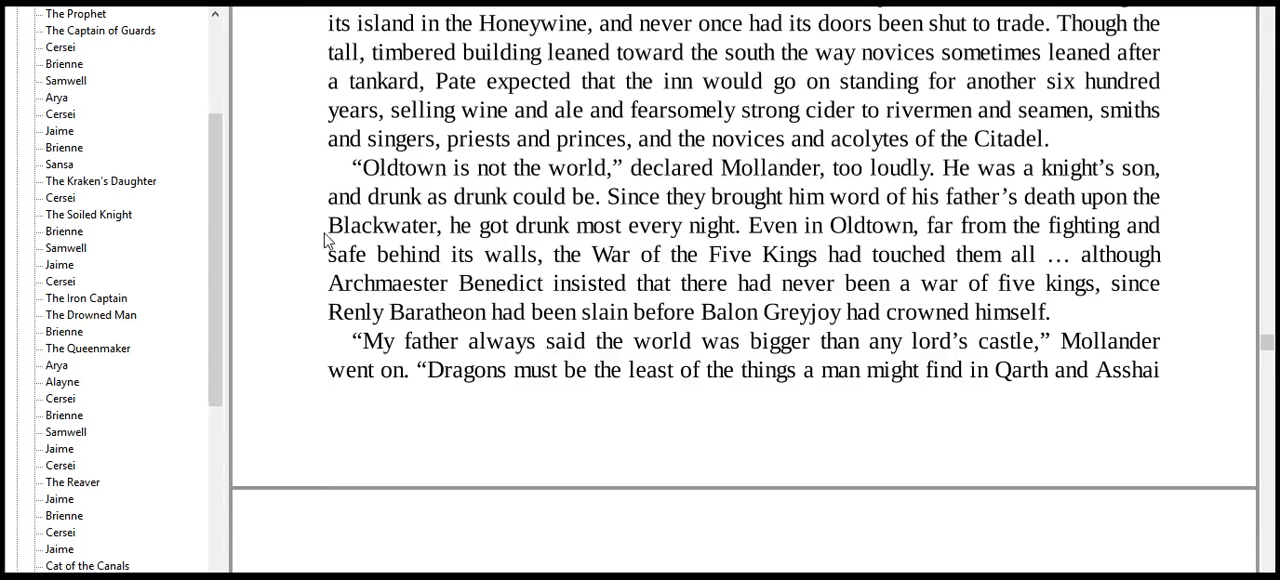 The Prophet
The Captain of Guards
Cersei
Brienne
Samwell
Arya
Cersei
Jaime
Brienne
Sansa
The Kraken's Daughter
Cersei
The Soiled Knight
Brienne
Samwell
Jaime
Cersei
The Iron Captain
The Drowned Man
Brienne
The Queenmaker
Arya
Alayne
Cersei
Brienne
Samwell
Jaime
Cersei
The Reaver
Jaime
Brienne
Cersei
Jaime
Cat of the Canals
its island in the Honeywine, and never once had its doors been shut to trade. Though the
tall, timbered building leaned toward the south the way novices sometimes leaned after
a tankard, Pate expected that the inn would go on standing for another six hundred
years, selling wine and ale and fearsomely strong cider to rivermen and seamen, smiths
and singers, priests and princes, and the novices and acolytes of the Citadel.
“Oldtown is not the world,” declared Mollander, too loudly. He was a knight’s son,
and drunk as drunk could be. Since they brought him word of his father’s death upon the
Blackwater, he got drunk most every night. Even in Oldtown, far from the fighting and
safe behind its walls, the War of the Five Kings had touched them all … although
Archmaester Benedict insisted that there had never been a war of five kings, since
Renly Baratheon had been slain before Balon Greyjoy had crowned himself.
“My father always said the world was bigger than any lord’s castle,” Mollander
went on. “Dragons must be the least of the things a man might find in Qarth and Asshai